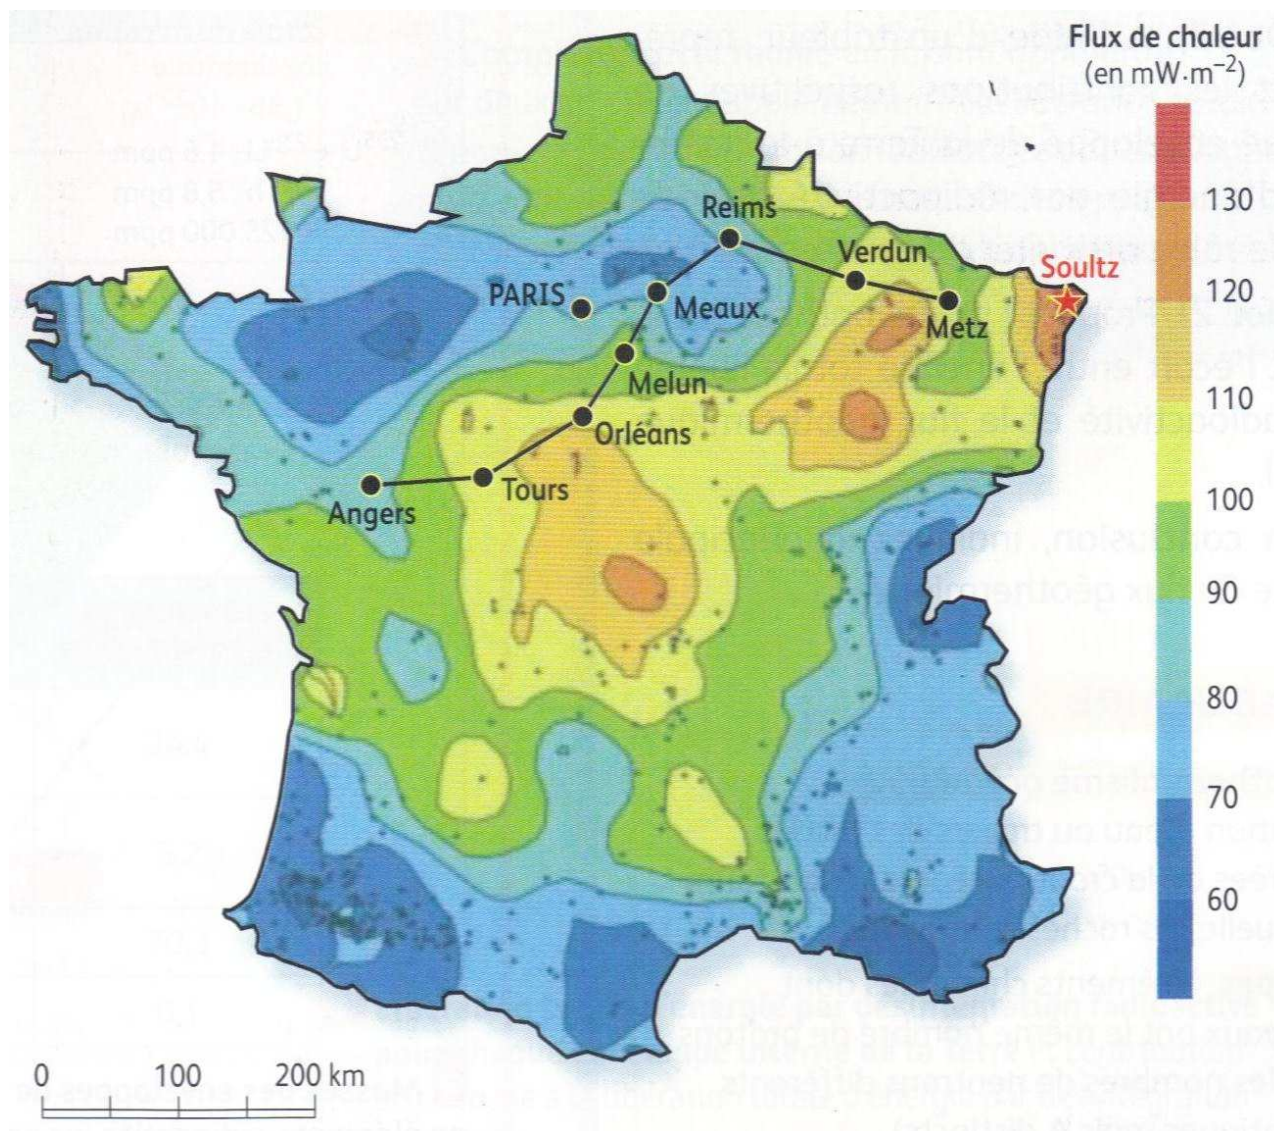 Flux de chaleur
(en mW·m⁻²)
130
120
110
100
90
80
70
60
Reims
Verdun
Soultz
PARIS
Meaux
Metz
Melun
Orléans
Tours
Angers
0 100 200 km